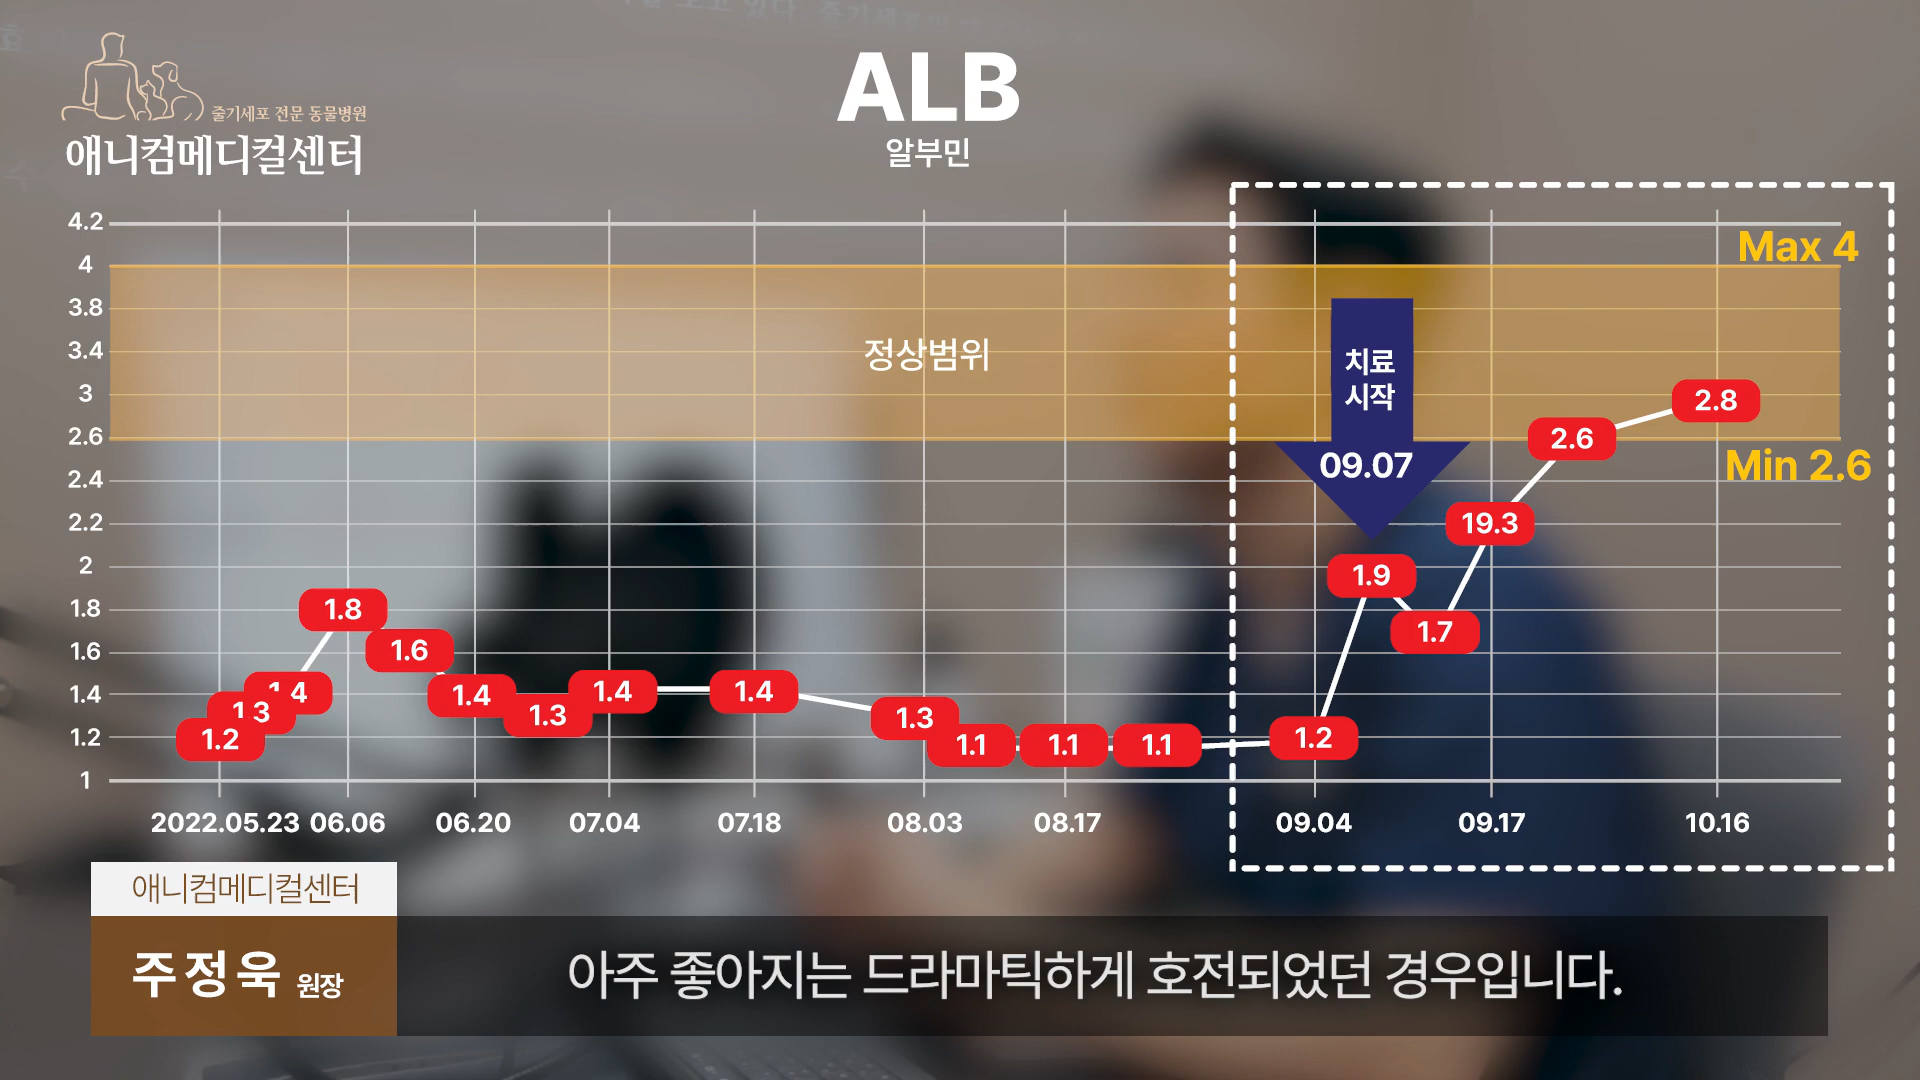 줄기세포 전문 동물병원
애니컴메디컬센터
ALB
알부민
4.2
4
3.8
3.4
3
2.6
2.4
2.2
2
1.8
1.6
1.4
1.2
1
Max 4
정상범위
Min 2.6
치료
시작
09.07
1.2
1.3
1.4
1.8
1.6
1.4
1.3
1.4
1.4
1.3
1.1
1.1
1.1
1.2
1.9
1.7
19.3
2.6
2.8
2022.05.23 06.06 06.20 07.04 07.18 08.03 08.17 09.04 09.17 10.16
애니컴메디컬센터
주정욱 원장
아주 좋아지는 드라마틱하게 호전되었던 경우입니다.